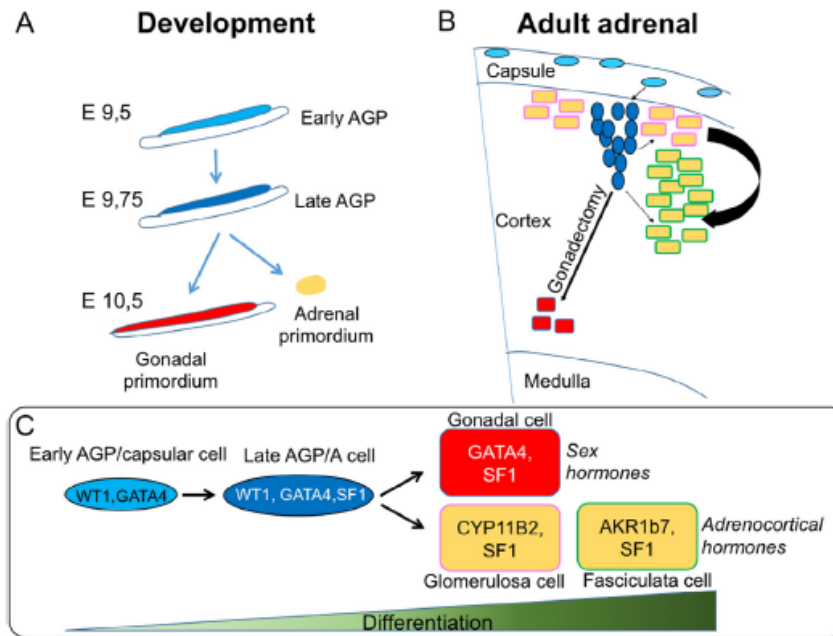 A
Development
E 9,5
Early AGP
E 9,75
Late AGP
E 10,5
Adrenal
primordium
Gonadal
primordium
B
Adult adrenal
Capsule
Cortex
Gonadectomy
Medulla
C
Early AGP/capsular cell
Late AGP/A cell
Gonadal cell
WT1,GATA4
WT1, GATA4,SF1
GATA4,
SF1
Sex
hormones
CYP11B2,
SF1
AKR1b7,
SF1
Adrenocortical
hormones
Glomerulosa cell
Fasciculata cell
Differentiation